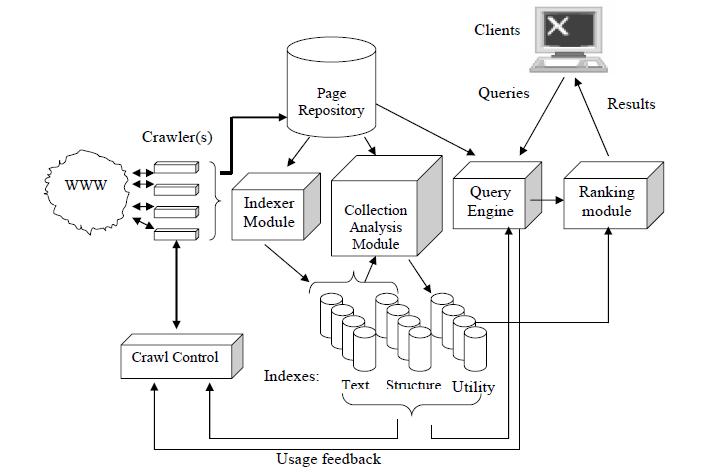 Clients
Page
Repository
Queries
Results
Crawler(s)
WWW
Indexer
Module
Collection
Analysis
Module
Query
Engine
Ranking
module
Crawl Control
Indexes:
Text
Structure
Utility
Usage feedback